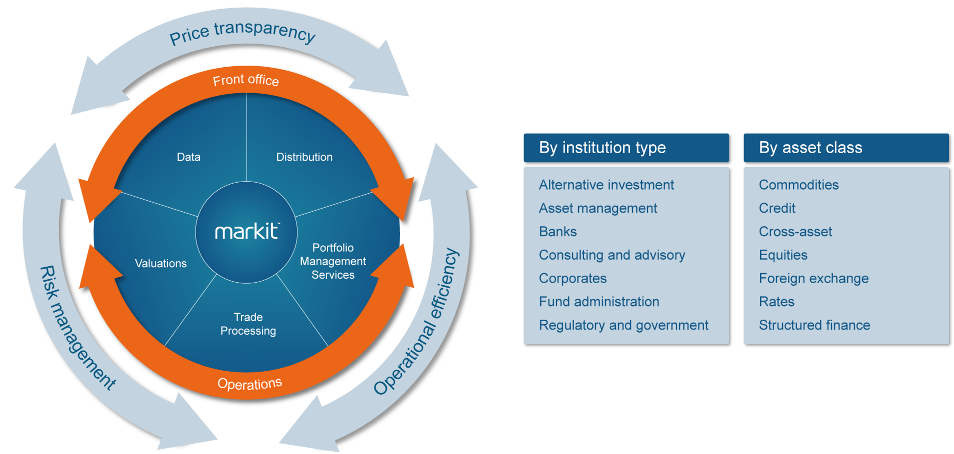 Price transparency
Front office
Data
Distribution
markit
Valuations
Portfolio
Management
Services
Trade
Processing
Operations
Risk management
Operational efficiency
By institution type
Alternative investment
Asset management
Banks
Consulting and advisory
Corporates
Fund administration
Regulatory and government
By asset class
Commodities
Credit
Cross-asset
Equities
Foreign exchange
Rates
Structured finance